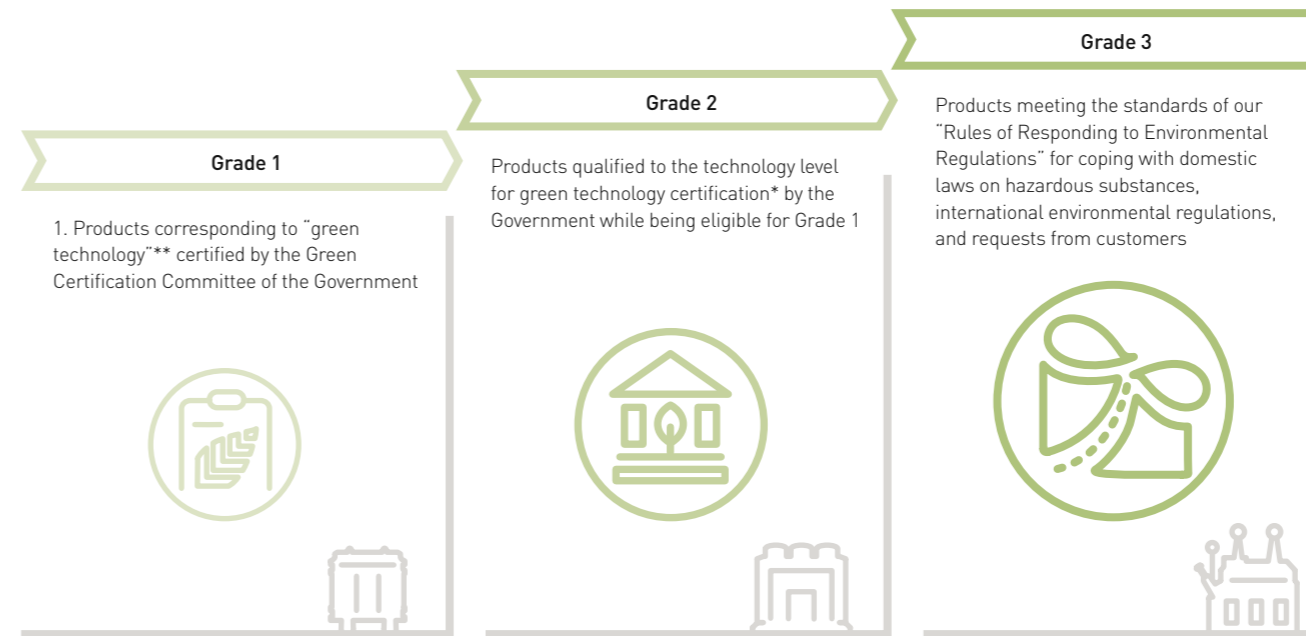 Grade 1
1. Products corresponding to “green
technology”** certified by the Green
Certification Committee of the Government
Grade 2
Products qualified to the technology level
for green technology certification* by the
Government while being eligible for Grade 1
Grade 3
Products meeting the standards of our
“Rules of Responding to Environmental
Regulations” for coping with domestic
laws on hazardous substances,
international environmental regulations,
and requests from customers